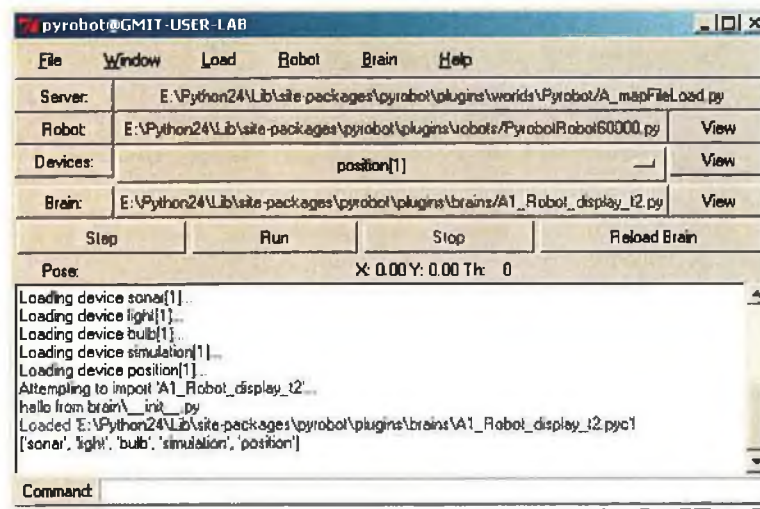 pyrobot@GMIT-USER-LAB
File Window Load Robot Brain Help
Server: E:\Python24\Lib\site-packages\pyrobot\plugins\worlds\Pyrobot/A_mapFileLoad.py
Robot: E:\Python24\Lib\site-packages\pyrobot\plugins\robots/PyrobotRobot60000.py View
Devices: position[1] View
Brain: E:\Python24\Lib\site-packages\pyrobot\plugins\brains/A1_Robot_display_t2.py View
Step Run Stop Reload Brain
Pose: X: 0.00 Y: 0.00 Th: 0
Loading device sonar[1]...
Loading device light[1]...
Loading device bulb[1]...
Loading device simulation[1]...
Loading device position[1]...
Attempting to import 'A1_Robot_display_t2'...
hello from brain\__init__.py
Loaded 'E:\Python24\Lib\site-packages\pyrobot\plugins\brains\A1_Robot_display_t2.pyc'!
['sonar', 'light', 'bulb', 'simulation', 'position']
Command: